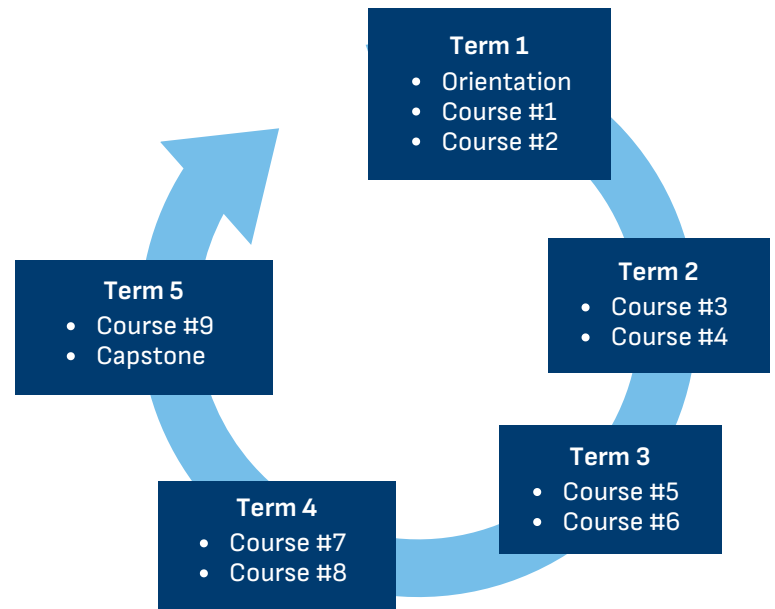 Term 1
• Orientation
• Course #1
• Course #2
Term 2
• Course #3
• Course #4
Term 3
• Course #5
• Course #6
Term 4
• Course #7
• Course #8
Term 5
• Course #9
• Capstone